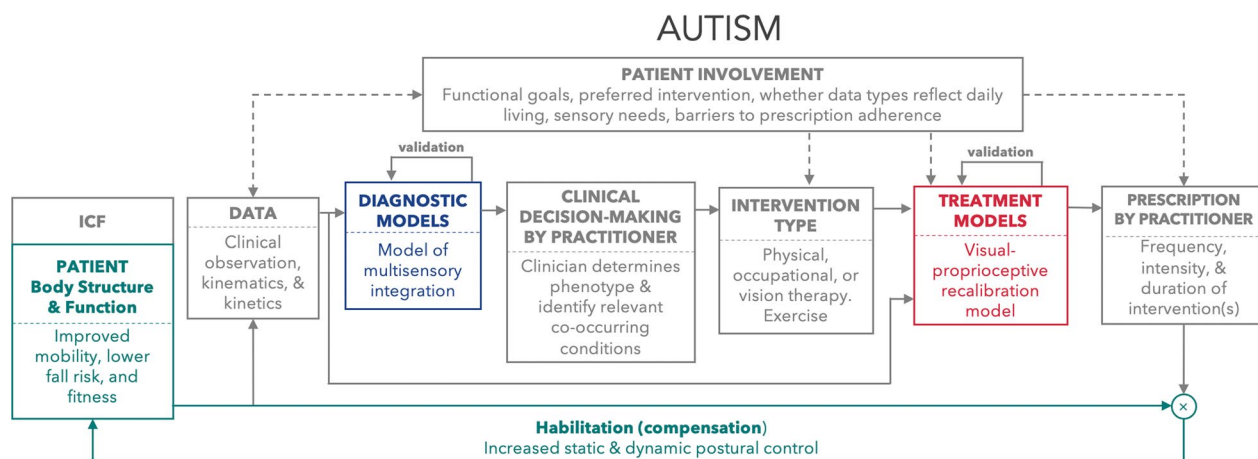 AUTISM
PATIENT INVOLVEMENT
Functional goals, preferred intervention, whether data types reflect daily
living, sensory needs, barriers to prescription adherence
validation
validation
ICF
PATIENT
Body Structure
& Function
Improved
mobility, lower
fall risk, and
fitness
DATA
Clinical
observation,
kinematics, &
kinetics
DIAGNOSTIC
MODELS
Model of
multisensory
integration
CLINICAL
DECISION-MAKING
BY PRACTITIONER
Clinician determines
phenotype &
identify relevant
co-occurring
conditions
INTERVENTION
TYPE
Physical,
occupational, or
vision therapy.
Exercise
TREATMENT
MODELS
Visual-
proprioceptive
recalibration
model
PRESCRIPTION
BY PRACTITIONER
Frequency,
intensity, &
duration of
intervention(s)
×
Habilitation (compensation)
Increased static & dynamic postural control